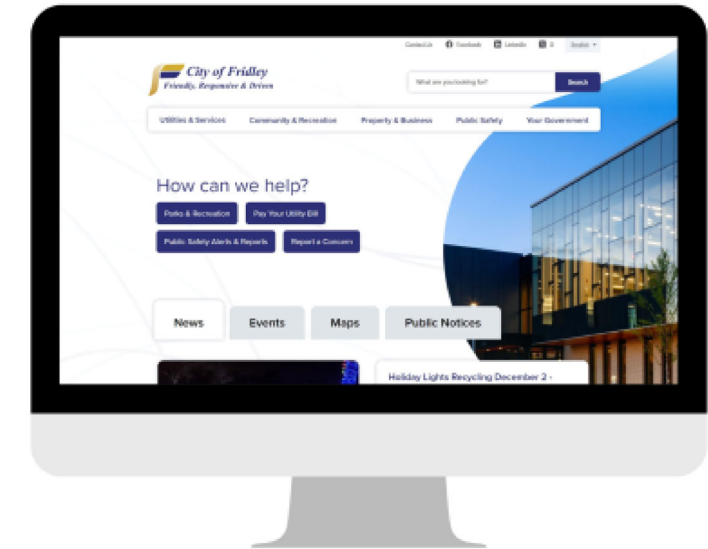 Contact Us Facebook LinkedIn X English
City of Fridley
Friendly, Responsive & Driven
What are you looking for? Search
Utilities & Services Community & Recreation Property & Business Public Safety Your Government
How can we help?
Parks & Recreation Pay Your Utility Bill
Public Safety Alerts & Reports Report a Concern
News Events Maps Public Notices
Holiday Lights Recycling December 2 -